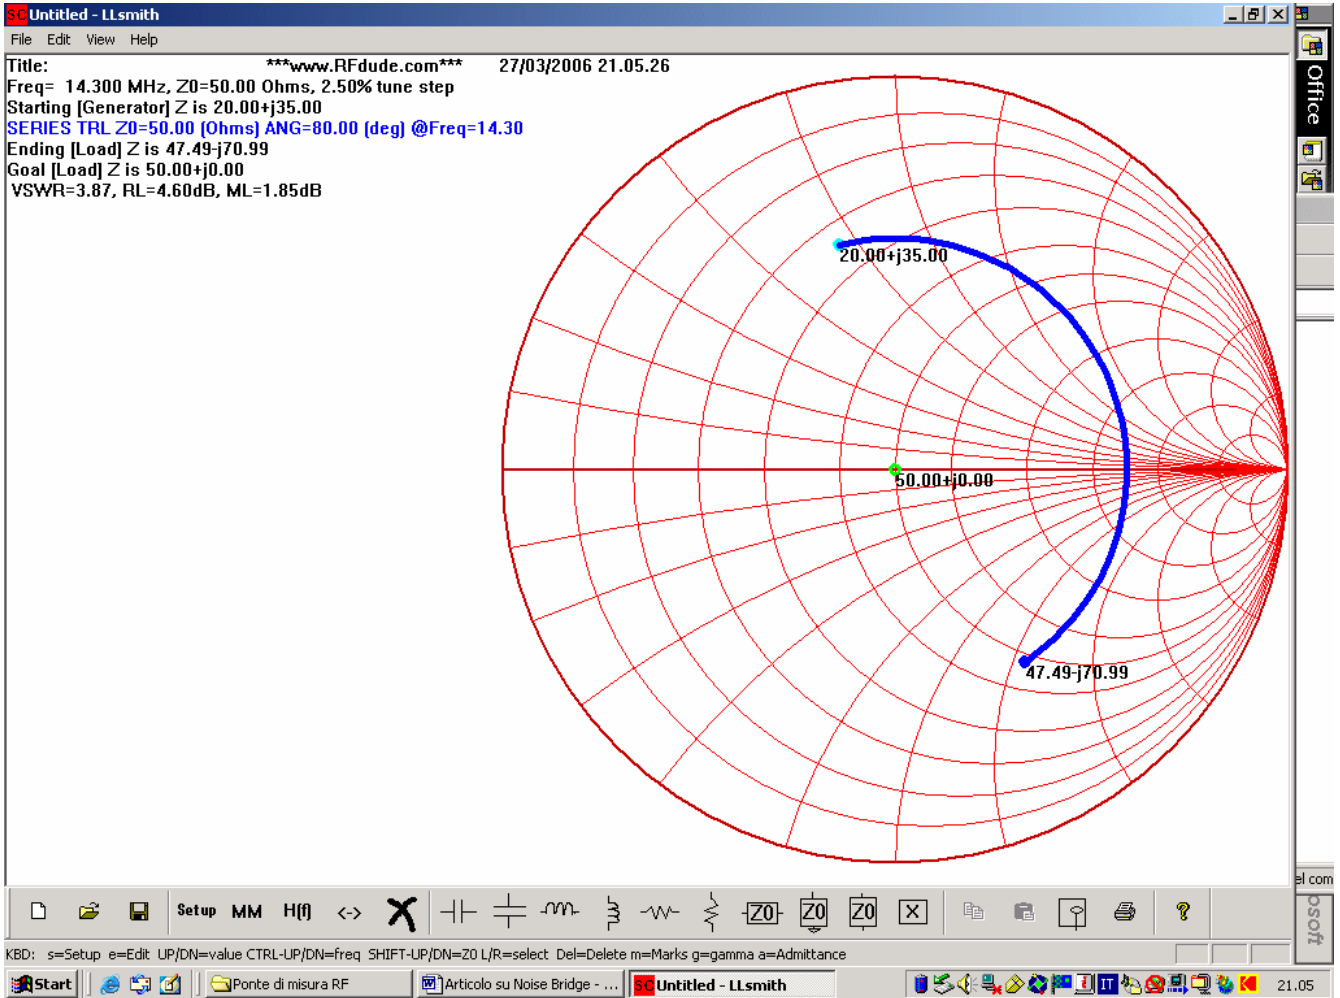 SC Untitled - LLsmith
File Edit View Help
Title: ***www.RFdude.com*** 27/03/2006 21.05.26
Freq= 14.300 MHz, Z0=50.00 Ohms, 2.50% tune step
Starting [Generator] Z is 20.00+j35.00
SERIES TRL Z0=50.00 (Ohms) ANG=80.00 (deg) @Freq=14.30
Ending [Load] Z is 47.49-j70.99
Goal [Load] Z is 50.00+j0.00
VSWR=3.87, RL=4.60dB, ML=1.85dB
Office
20.00+j35.00
50.00+j0.00
47.49-j70.99
el com
osoft
Setup MM H(f) <-> Z0 Z0 Z0 X ?
KBD: s=Setup e=Edit UP/DN=value CTRL-UP/DN=freq SHIFT-UP/DN=Z0 L/R=select Del=Delete m=Marks g=gamma a=Admittance
Start Ponte di misura RF Articolo su Noise Bridge - ... SC Untitled - LLsmith IT 21.05